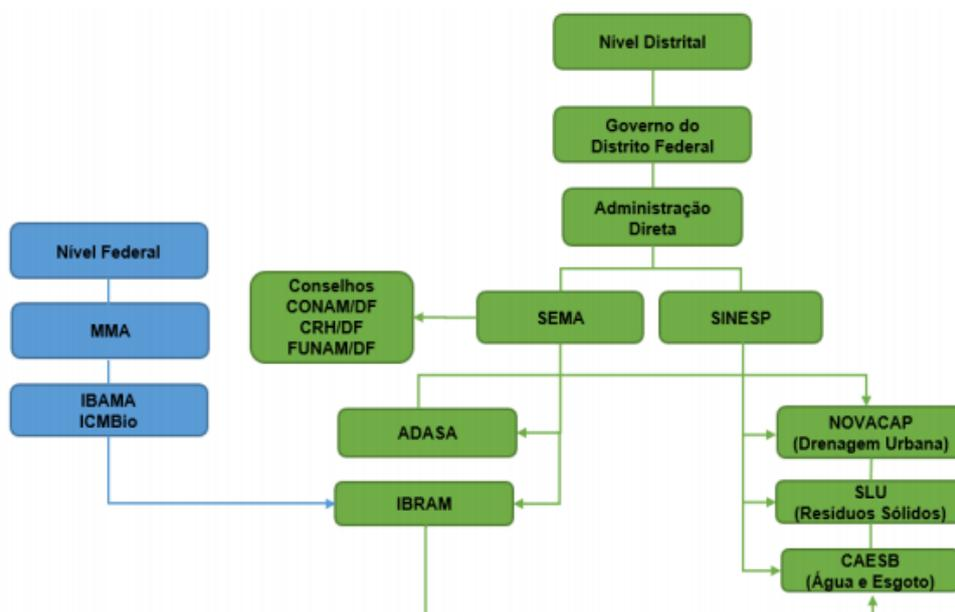 Nível Distrital
Governo do
Distrito Federal
Administração
Direta
Nível Federal
MMA
IBAMA
ICMBio
Conselhos
CONAM/DF
CRH/DF
FUNAM/DF
SEMA
SINESP
ADASA
IBRAM
NOVACAP
(Drenagem Urbana)
SLU
(Resíduos Sólidos)
CAESB
(Água e Esgoto)